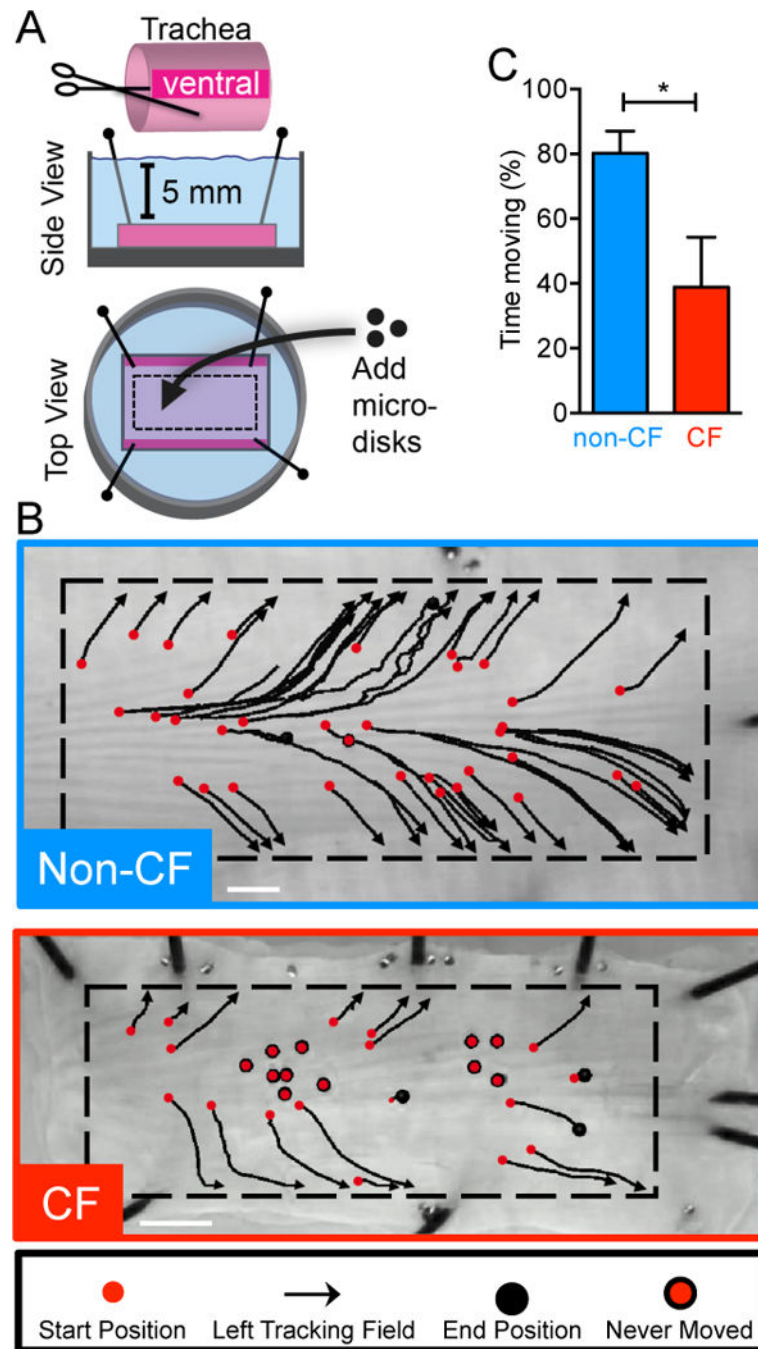 A
Trachea
ventral
Side View
5 mm
Top View
Add
micro-
disks
C
*
Time moving (%)
100
80
60
40
20
0
non-CF
CF
B
Non-CF
CF
Start Position
Left Tracking Field
End Position
Never Moved